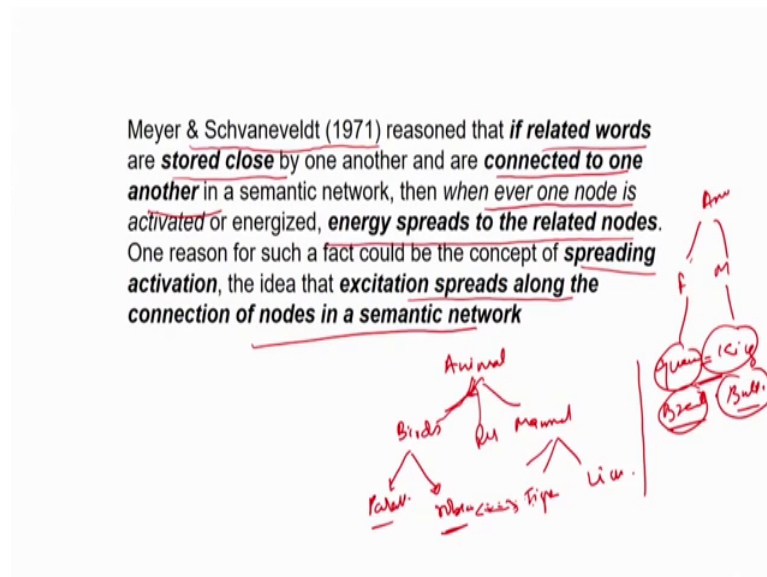 Meyer & Schvaneveldt (1971) reasoned that if related words
are stored close by one another and are connected to one
another in a semantic network, then when ever one node is
activated or energized, energy spreads to the related nodes.
One reason for such a fact could be the concept of spreading
activation, the idea that excitation spreads along the
connection of nodes in a semantic network
F M
Animal
Birds Mammal